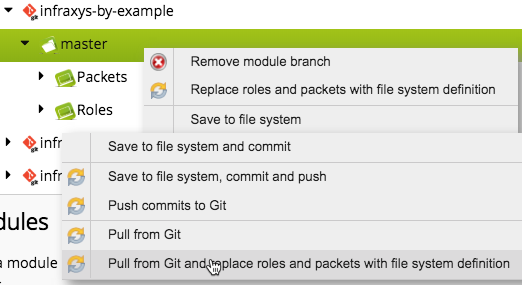 infraxys-by-example
master
Remove module branch
Packets
Replace roles and packets with file system definition
Roles
Save to file system
infr
Save to file system and commit
infr
Save to file system, commit and push
Push commits to Git
dules
Pull from Git
a module
Pull from Git and replace roles and packets with file system definition